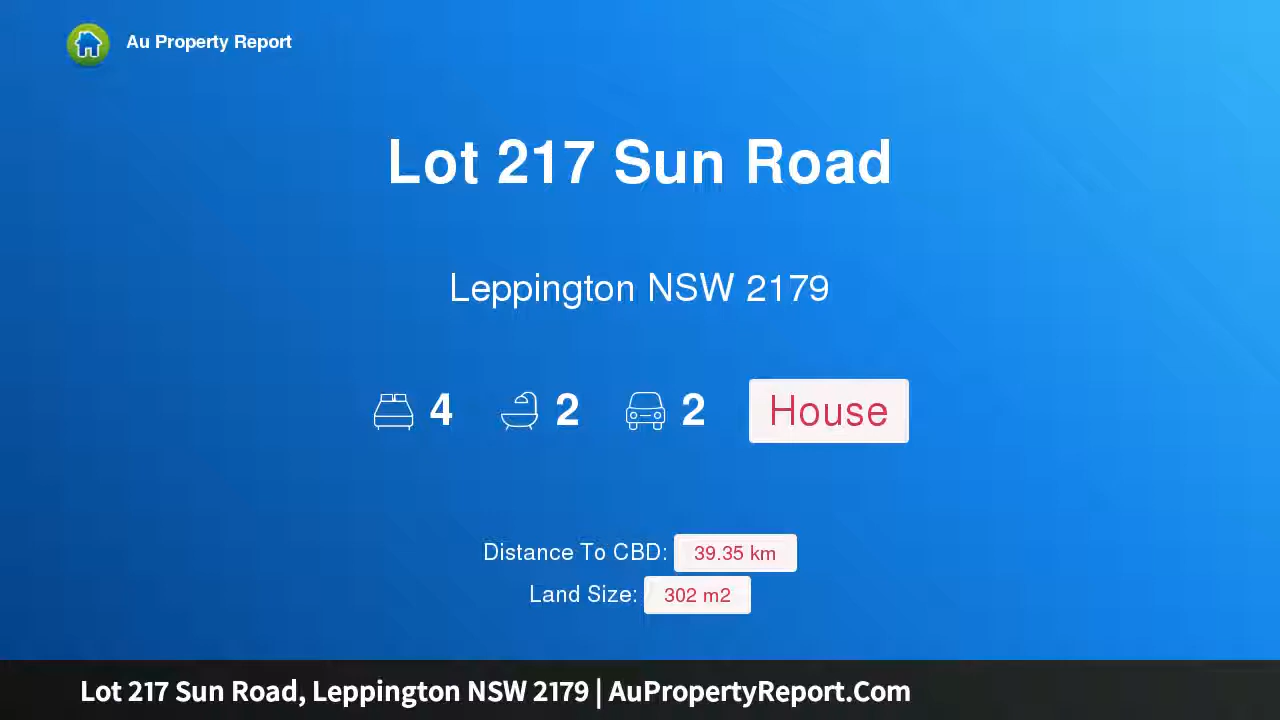 Au Property Report
Lot 217 Sun Road
Leppington NSW 2179
4 2 2 House
Distance To CBD: 39.35 km
Land Size: 302 m2
Lot 217 Sun Road, Leppington NSW 2179 | AuPropertyReport.Com